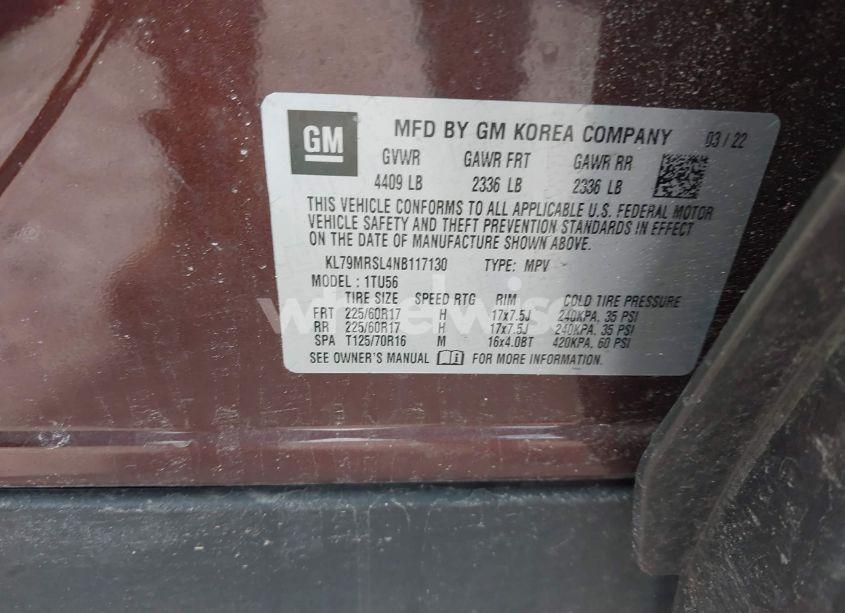 GM MFD BY GM KOREA COMPANY 03 / 22
GVWR GAWR FRT GAWR RR
4409 LB 2336 LB 2336 LB
THIS VEHICLE CONFORMS TO ALL APPLICABLE U.S. FEDERAL MOTOR
VEHICLE SAFETY AND THEFT PREVENTION STANDARDS IN EFFECT
ON THE DATE OF MANUFACTURE SHOWN ABOVE.
KL79MRSL4NB117130 TYPE: MPV
MODEL : 1TU56
TIRE SIZE SPEED RTG RIM COLD TIRE PRESSURE
FRT 225/60R17 H 17x7.5J 240KPA, 35 PSI
RR 225/60R17 H 17x7.5J 240KPA, 35 PSI
SPA T125/70R16 M 16x4.0BT 420KPA, 60 PSI
SEE OWNER'S MANUAL FOR MORE INFORMATION.